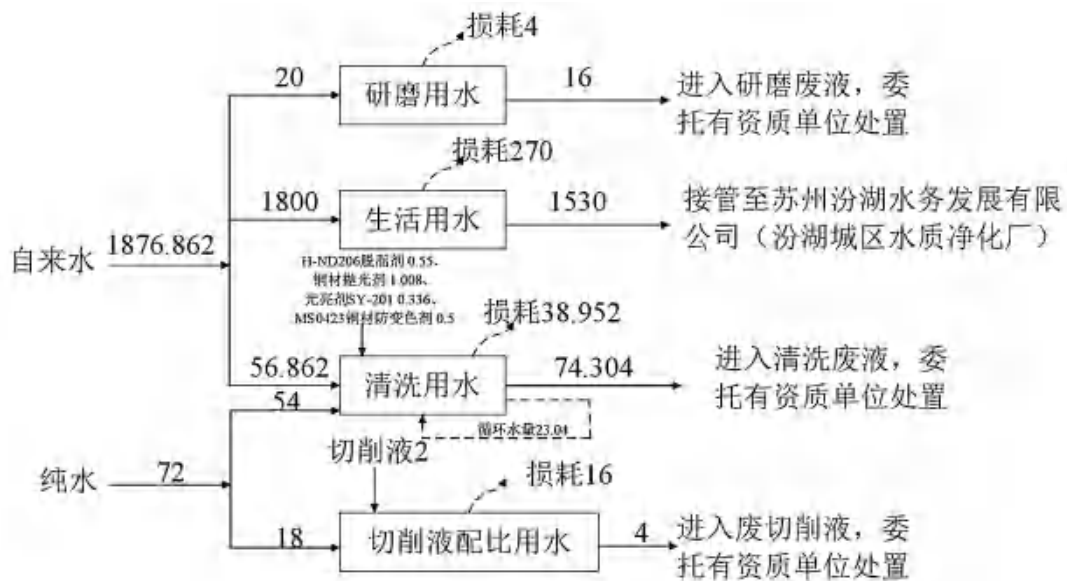 损耗4
20
研磨用水
16
进入研磨废液，委
托有资质单位处置
损耗270
1800
生活用水
1530
接管至苏州汾湖水务发展有限
公司（汾湖城区水质净化厂）
自来水
1876.862
H-ND206脱脂剂 0.55、
铜材抛光剂 1.008、
光亮剂SY-201 0.336、
MS0423铜材防变色剂 0.5
损耗38.952
56.862
清洗用水
74.304
进入清洗废液，委
托有资质单位处置
54
循环水量23.04
切削液2
纯水
72
损耗16
18
切削液配比用水
4
进入废切削液，委
托有资质单位处置